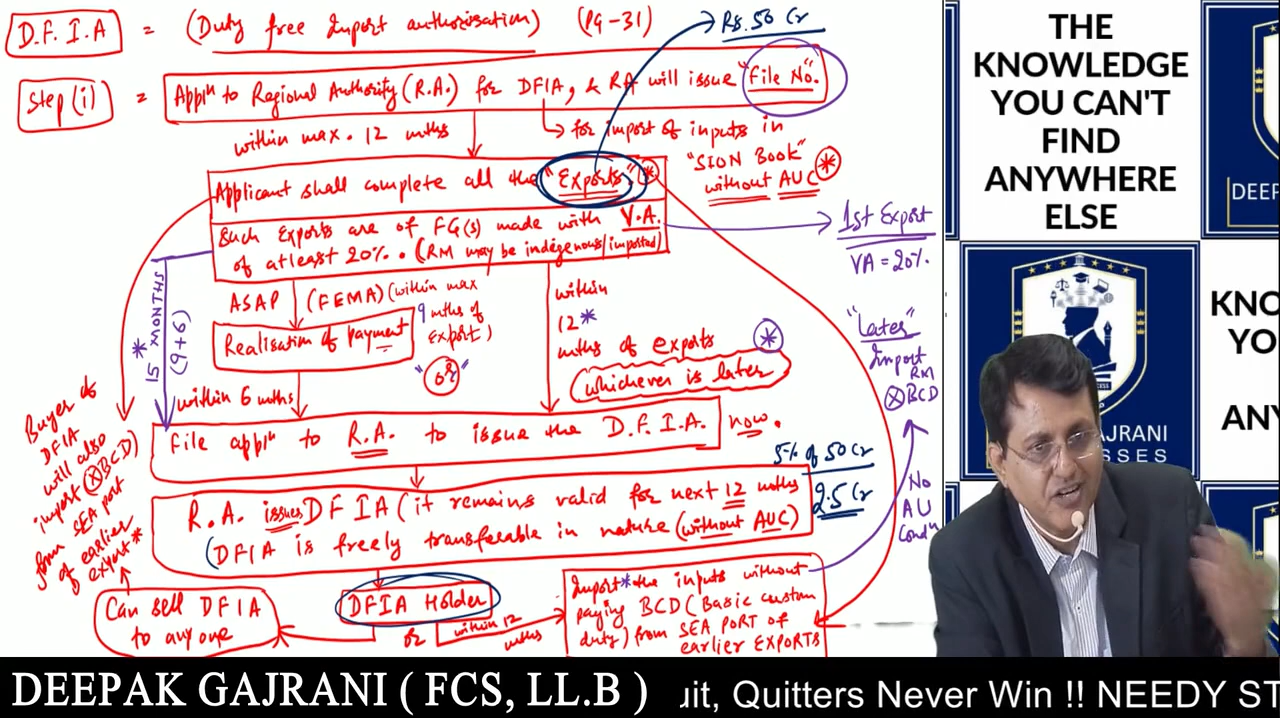 D.F.I.A = (Duty free Import authorisation) (Pg-31)
Rs. 50 Cr
Step (i) = Applⁿ to Regional Authority (R.A.) for DFIA, & RA will issue "File No".
within max. 12 mths
for import of inputs in
"SION Book"
without AUC *
Applicant shall complete all the "Exports" *
Such Exports are of FG(s) made with V.A.
of atleast 20%. (RM may be indigenous/imported)
1st Export
VA = 20%
ASAP (FEMA) (within max
9 mths of
export)
Realisation of payment
"or"
within
12*
mths of exports *
(whichever is later)
15 MONTHS *
(9+6)
within 6 mths
"Later"
Import
RM
⊗BCD
File applⁿ to R.A. to issue the D.F.I.A. now.
5% of 50 Cr
2.5 Cr
R.A. issues DFIA (it remains valid for next 12 mths
(DFIA is freely transferable in nature (without AUC)
No
AU
Condⁿ
Buyer of
DFIA
will also
import (⊗BCD)
from SEA port
of earlier
export *
Can sell DFIA
to any one
DFIA Holder
or
within 12
mths
Import* the inputs without
paying BCD (Basic custom
duty) from SEA PORT of
earlier EXPORTS
THE
KNOWLEDGE
YOU CAN'T
FIND
ANYWHERE
ELSE
DEEP
KNO
YO
ANY
GAJRANI
SSES
DEEPAK GAJRANI ( FCS, LL.B )
uit, Quitters Never Win !! NEEDY ST